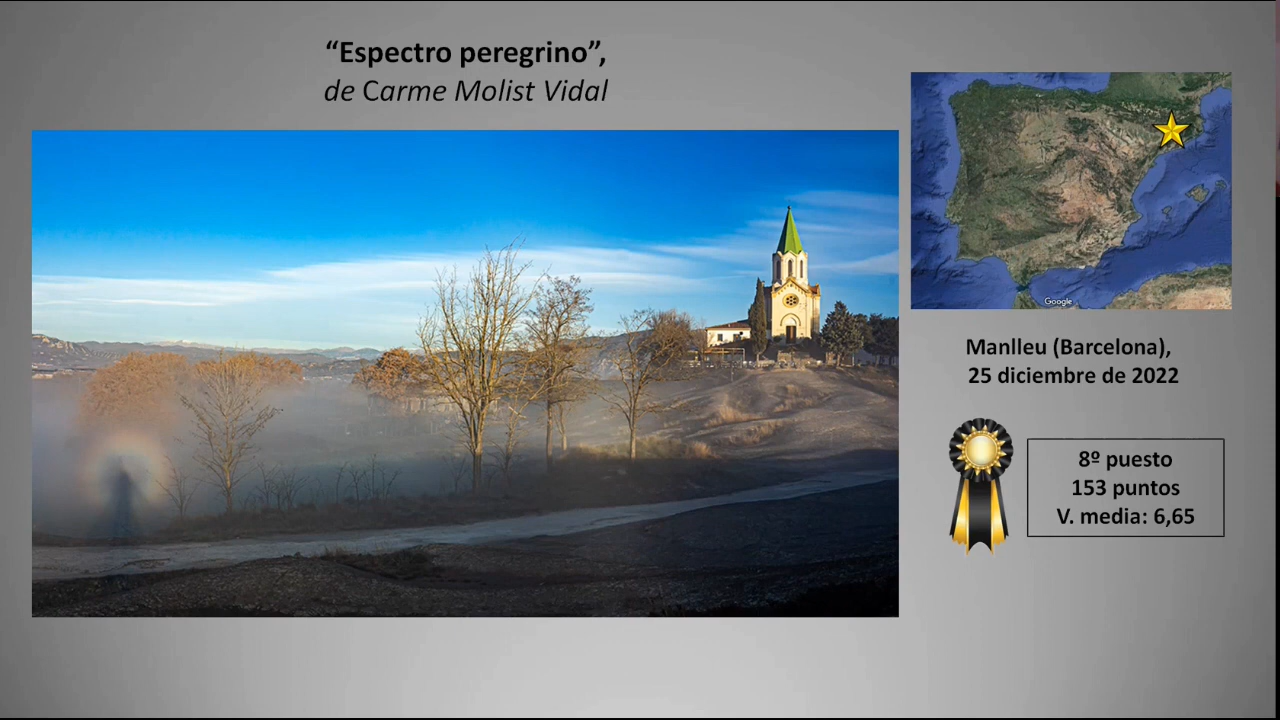 “Espectro peregrino”,
de Carme Molist Vidal
Google
Manlleu (Barcelona),
25 diciembre de 2022
8º puesto
153 puntos
V. media: 6,65